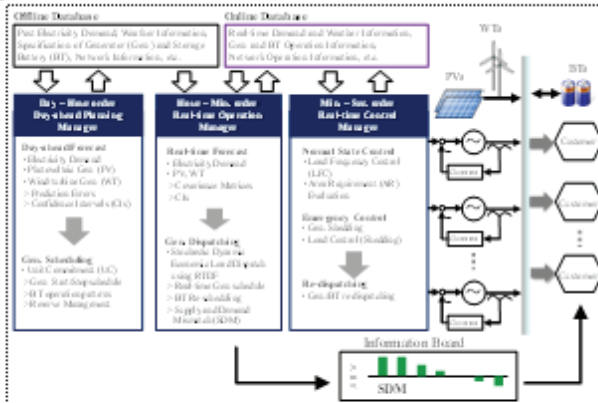 Offline Database
Online Database
Past Electricity Demand, Weather Information,
Specification of Generator (Gen.) and Storage
Battery (BT), Network Information, etc.
Real-time Demand and Weather Information,
Gen. and BT Operation Information,
Network Operation Information, etc.
WTs
PVs
BTs
Day – Hour order
Day-ahead Planning
Manager
Hour – Min. order
Real-time Operation
Manager
Min. – Sec. order
Real-time Control
Manager
Day-ahead Forecast
• Electricity Demand
• Photovoltaic Gen. (PV)
• Wind turbine Gen. (WT)
> Prediction Errors
> Confidence Intervals (CIs)
Gen. Scheduling
• Unit Commitment (UC)
> Gen. Start Stop schedule
> BT operation pattern
> Reserve Management
Real-time Forecast
• Electricity Demand
• PV, WT
> Covariance Matrices
> CIs
Gen. Dispatching
• Stochastic Dynamic
Economic Load Dispatch
using RTDF
> Real-time Gen. schedule
> BT Re-scheduling
> Supply and Demand
Mismatch (SDM)
Normal State Control
• Load Frequency Control
(LFC)
• Area Requirement (AR)
Evaluation
Emergency Control
• Gen. Shedding
• Load Control (Shedding)
Re-dispatching
• Gen./BT re-dispatching
Customer
Customer
Customer
Information Board
SDM